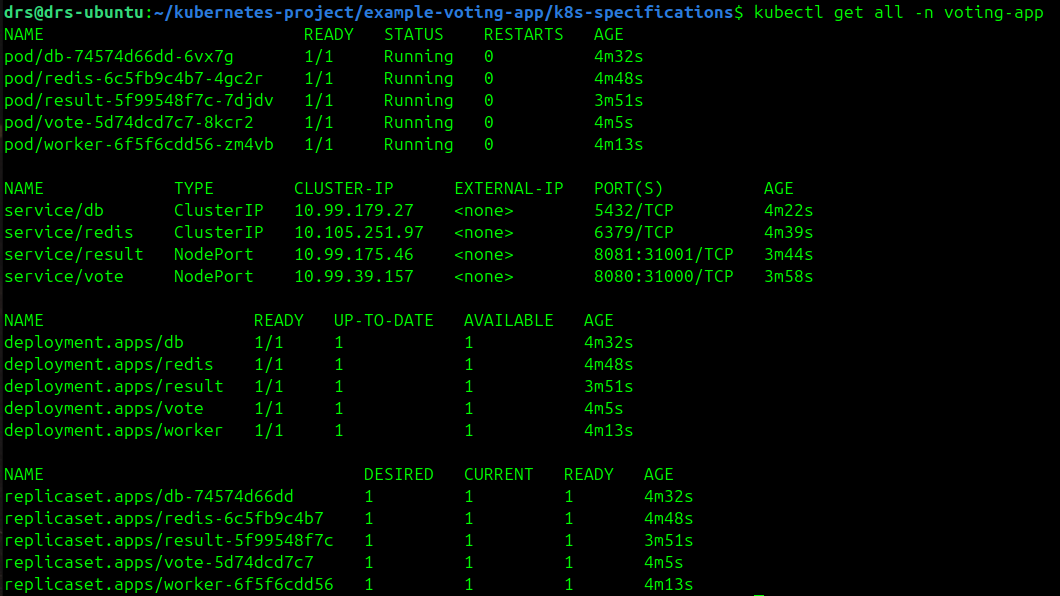 drs@drs-ubuntu:~/kubernetes-project/example-voting-app/k8s-specifications$ kubectl get all -n voting-app
NAME                          READY   STATUS    RESTARTS   AGE
pod/db-74574d66dd-6vx7g       1/1     Running   0          4m32s
pod/redis-6c5fb9c4b7-4gc2r    1/1     Running   0          4m48s
pod/result-5f99548f7c-7djdv   1/1     Running   0          3m51s
pod/vote-5d74dcd7c7-8kcr2     1/1     Running   0          4m5s
pod/worker-6f5f6cdd56-zm4vb   1/1     Running   0          4m13s

NAME             TYPE        CLUSTER-IP      EXTERNAL-IP   PORT(S)          AGE
service/db       ClusterIP   10.99.179.27    <none>        5432/TCP         4m22s
service/redis    ClusterIP   10.105.251.97   <none>        6379/TCP         4m39s
service/result   NodePort    10.99.175.46    <none>        8081:31001/TCP   3m44s
service/vote     NodePort    10.99.39.157    <none>        8080:31000/TCP   3m58s

NAME                     READY   UP-TO-DATE   AVAILABLE   AGE
deployment.apps/db       1/1     1            1           4m32s
deployment.apps/redis    1/1     1            1           4m48s
deployment.apps/result   1/1     1            1           3m51s
deployment.apps/vote     1/1     1            1           4m5s
deployment.apps/worker   1/1     1            1           4m13s

NAME                                DESIRED   CURRENT   READY   AGE
replicaset.apps/db-74574d66dd       1         1         1       4m32s
replicaset.apps/redis-6c5fb9c4b7    1         1         1       4m48s
replicaset.apps/result-5f99548f7c   1         1         1       3m51s
replicaset.apps/vote-5d74dcd7c7     1         1         1       4m5s
replicaset.apps/worker-6f5f6cdd56   1         1         1       4m13s